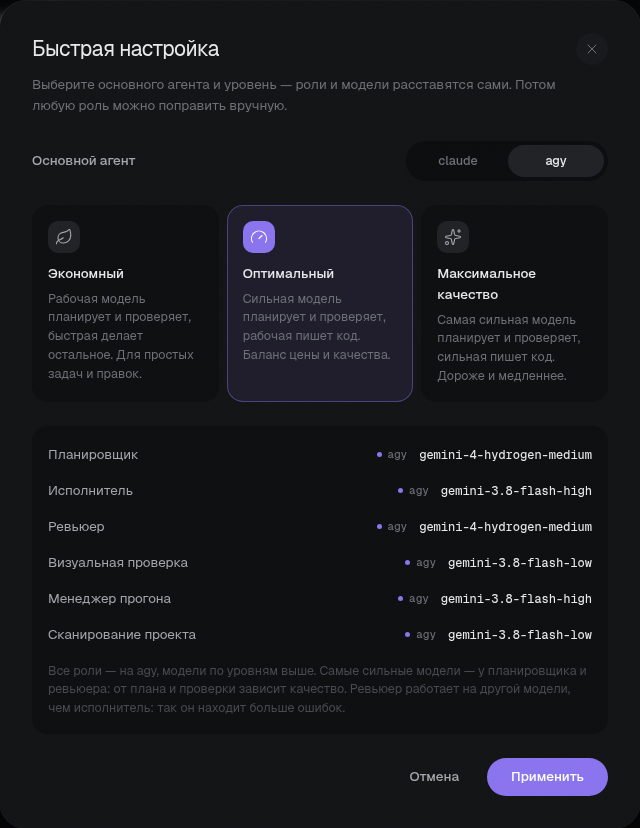 Быстрая настройка
Выберите основного агента и уровень — роли и модели расставятся сами. Потом
любую роль можно поправить вручную.
Основной агент
claude
agy
Экономный
Рабочая модель
планирует и проверяет,
быстрая делает
остальное. Для простых
задач и правок.
Оптимальный
Сильная модель
планирует и проверяет,
рабочая пишет код.
Баланс цены и качества.
Максимальное
качество
Самая сильная модель
планирует и проверяет,
сильная пишет код.
Дороже и медленнее.
Планировщик agy gemini-4-hydrogen-medium
Исполнитель agy gemini-3.8-flash-high
Ревьюер agy gemini-4-hydrogen-medium
Визуальная проверка agy gemini-3.8-flash-low
Менеджер прогона agy gemini-3.8-flash-high
Сканирование проекта agy gemini-3.8-flash-low
Все роли — на agy, модели по уровням выше. Самые сильные модели — у планировщика и
ревьюера: от плана и проверки зависит качество. Ревьюер работает на другой модели,
чем исполнитель: так он находит больше ошибок.
Отмена
Применить